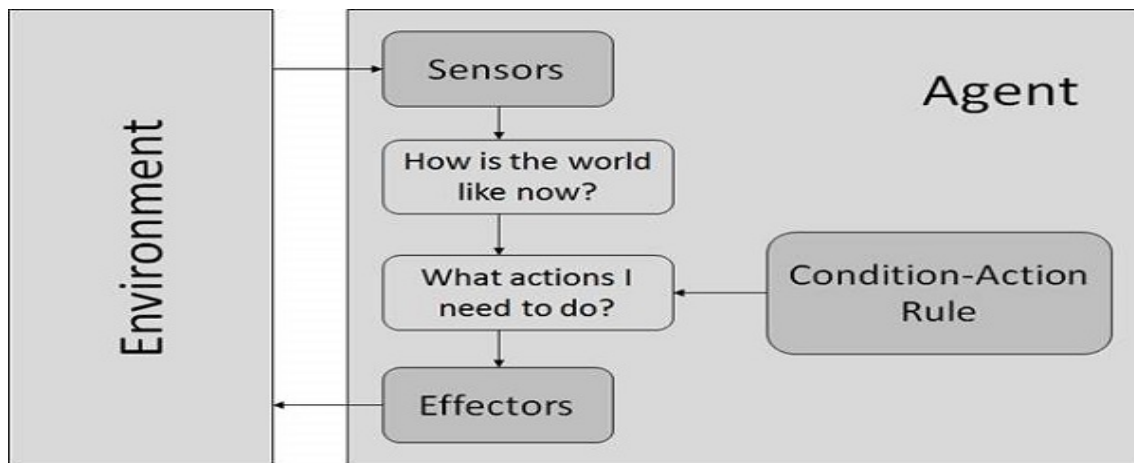 Environment
Agent
Sensors
How is the world
like now?
What actions I
need to do?
Condition-Action
Rule
Effectors